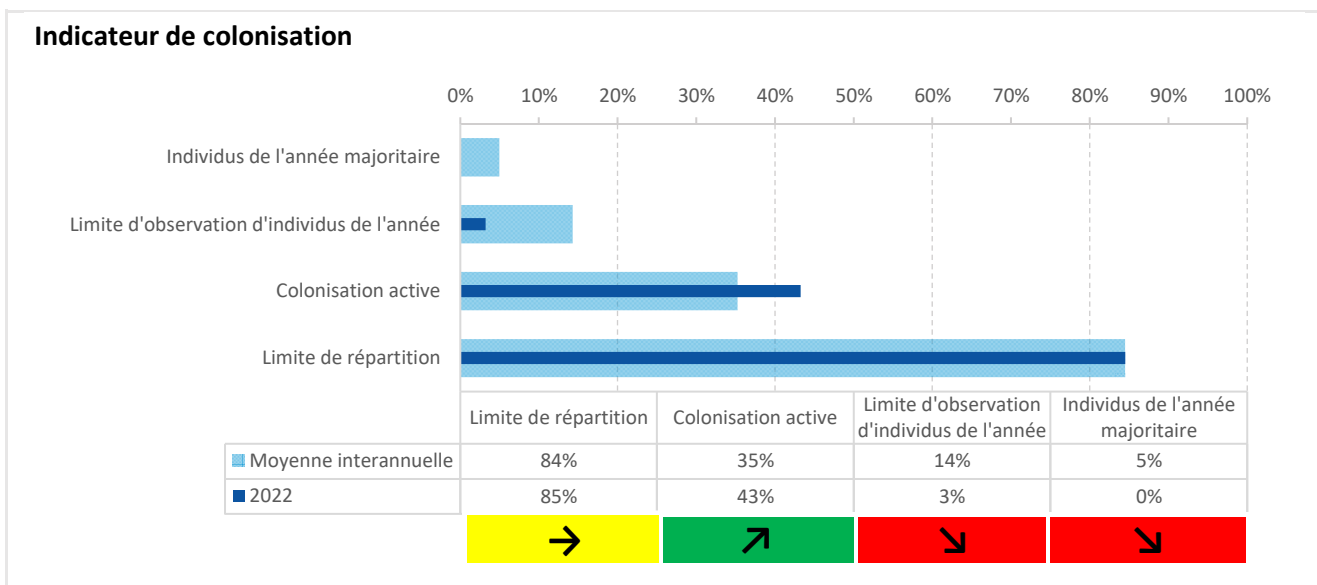 Indicateur de colonisation
0% 10% 20% 30% 40% 50% 60% 70% 80% 90% 100%
Individus de l'année majoritaire
Limite d'observation d'individus de l'année
Colonisation active
Limite de répartition
Limite de répartition Colonisation active Limite d'observation d'individus de l'année Individus de l'année majoritaire
Moyenne interannuelle 84% 35% 14% 5%
2022 85% 43% 3% 0%
→ ↗ ↘ ↘